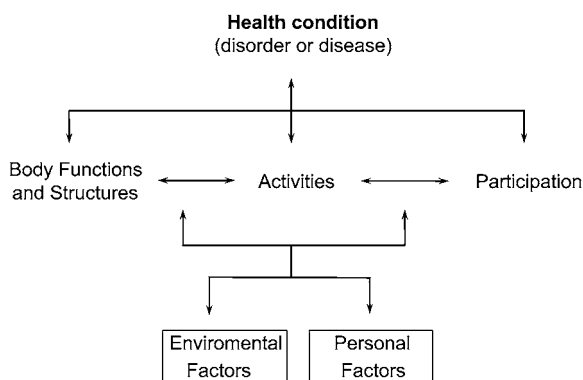 Health condition
(disorder or disease)
Body Functions
and Structures
Activities
Participation
Enviromental
Factors
Personal
Factors